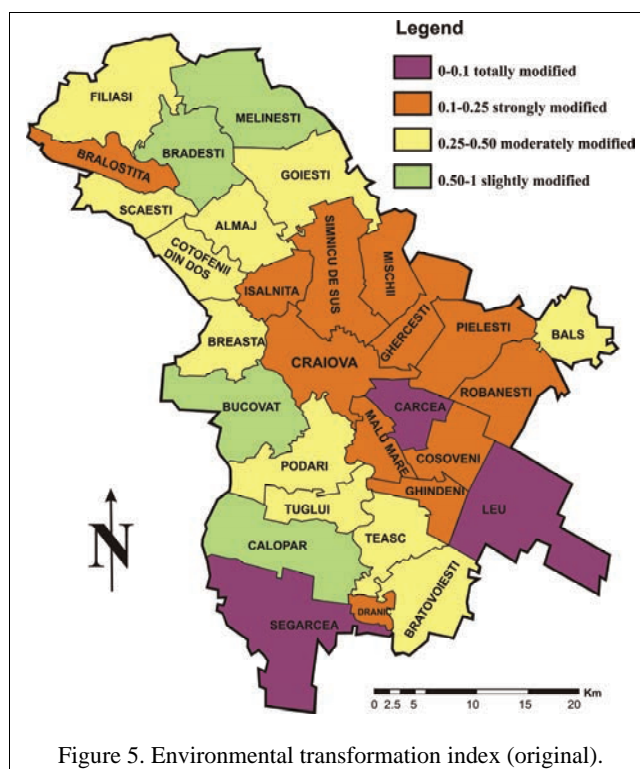 Legend
0-0.1 totally modified
0.1-0.25 strongly modified
0.25-0.50 moderately modified
0.50-1 slightly modified
FILIASI
MELINESTI
BRADESTI
BRALOSTITA
GOIESTI
SCAESTI
ALMAJ
COTOFENII
DIN DOS
SIMNICU DE SUS
MISCHII
ISALNITA
GHERCESTI
PIELESTI
BALS
BREASTA
CRAIOVA
ROBANESTI
BUCOVAT
CARCEA
MALU MARE
COSOVENI
PODARI
GHINDENI
LEU
TUGLUI
TEASC
CALOPAR
BRATOVOIESTI
DRANIC
SEGARCEA
N
Km
0 2.5 5 10 15 20
Figure 5. Environmental transformation index (original).